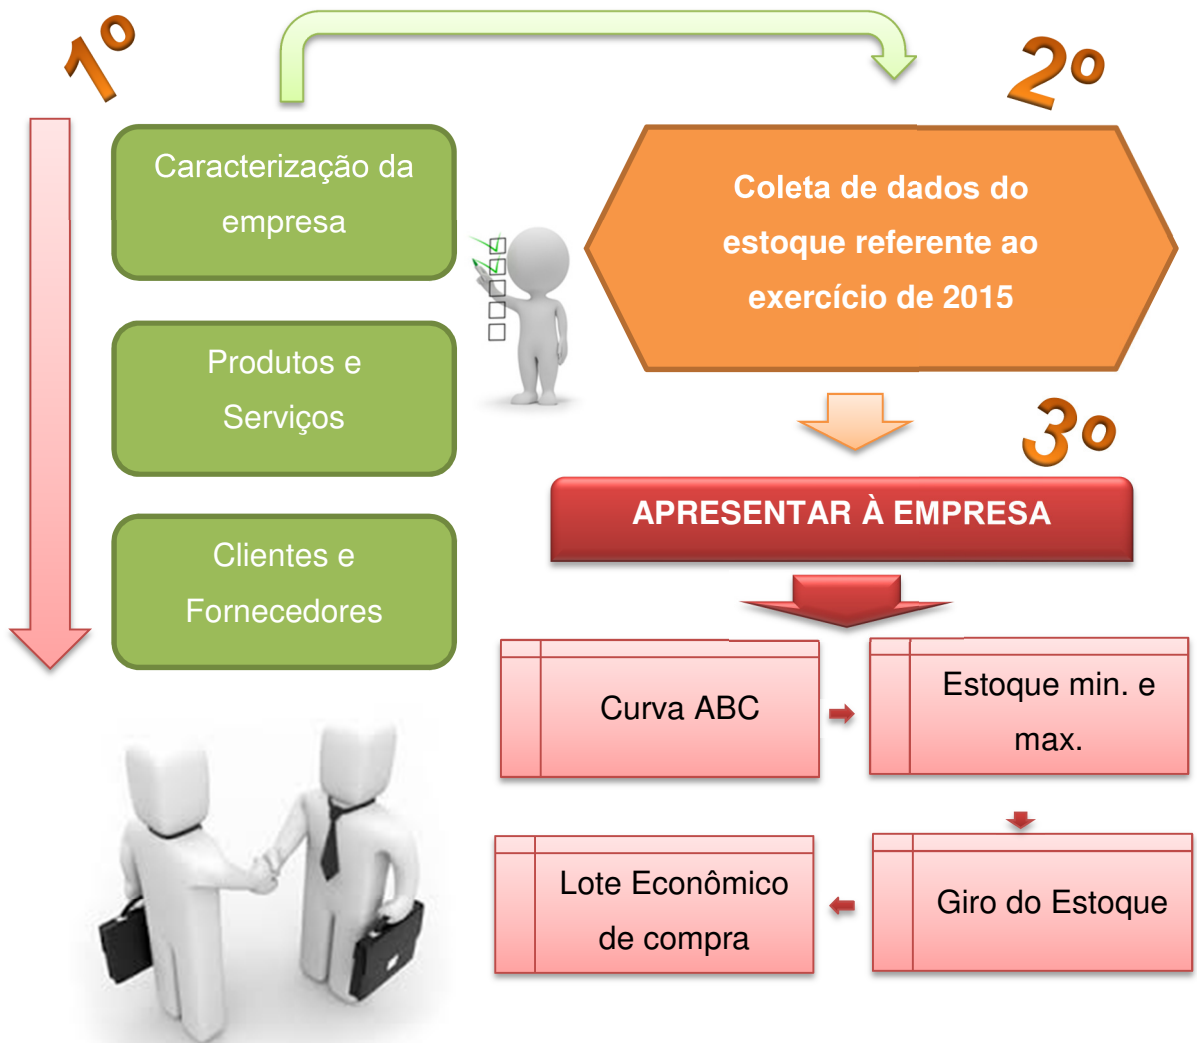 1º
Caracterização da
empresa
Produtos e
Serviços
Clientes e
Fornecedores
2º
Coleta de dados do
estoque referente ao
exercício de 2015
3º
APRESENTAR À EMPRESA
Curva ABC
Estoque min. e
max.
Giro do Estoque
Lote Econômico
de compra